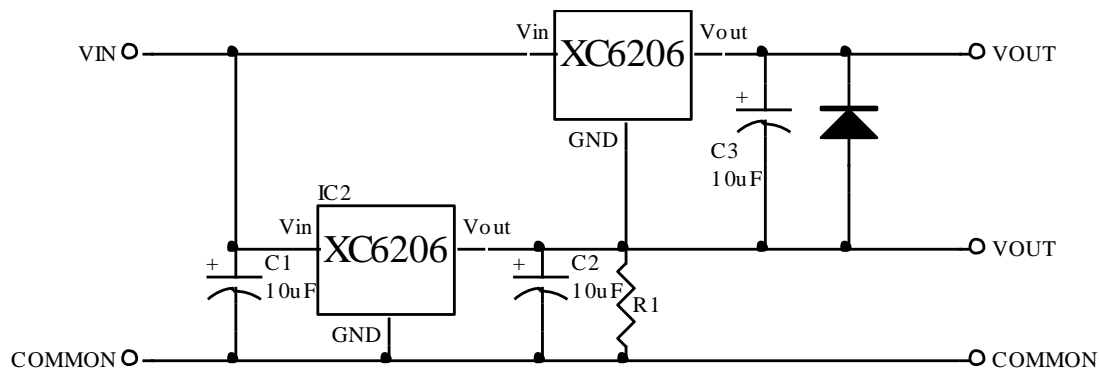 VIN
Vin
XC6206
Vout
VOUT
GND
+
C3
10uF
IC2
Vin
XC6206
Vout
VOUT
+
C1
10uF
+
C2
10uF
R1
GND
COMMON
COMMON